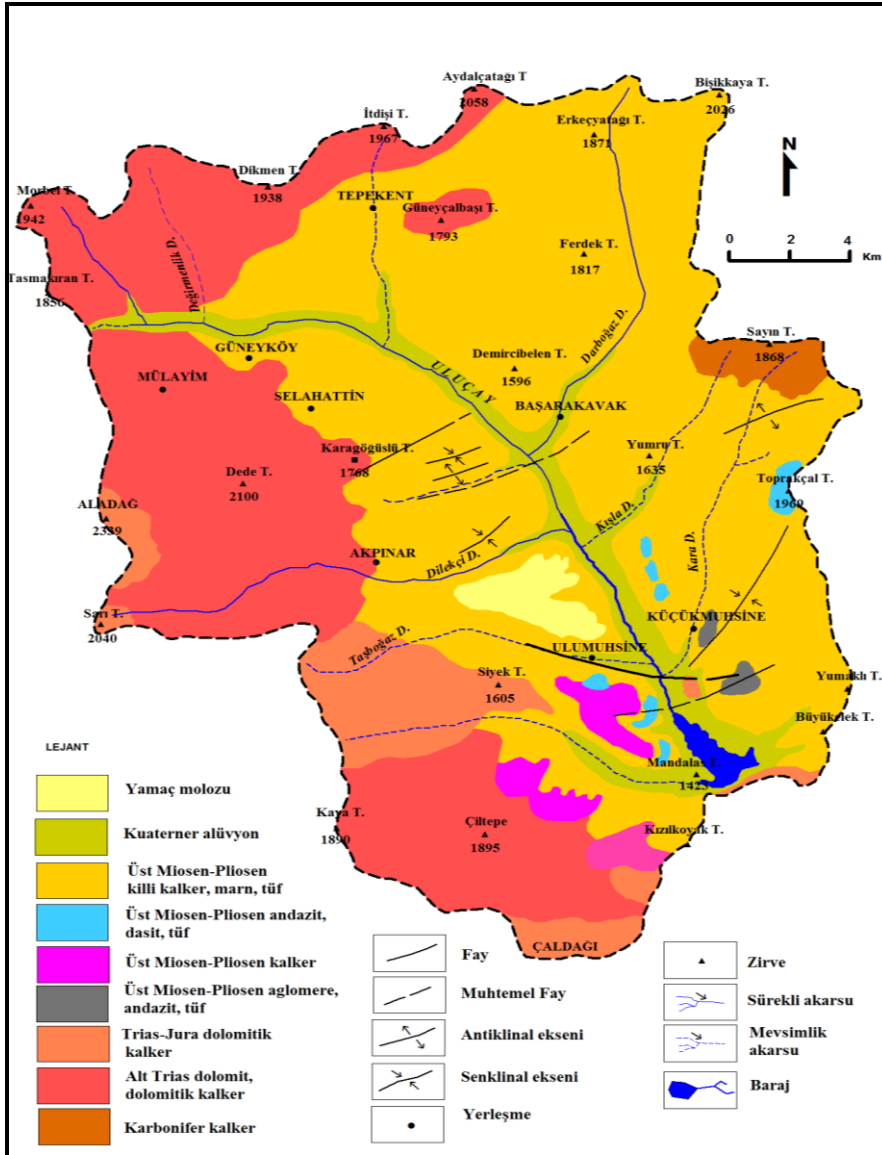 Aydalçatağı T
2058
Bişikkaya T.
2026
İtdişi T.
1967
Erkeçyatağı T.
1871
N
Dikmen T.
1938
TEPEKENT
Morbel T.
1942
Güneyçalbaşı T.
1793
Ferdek T.
1817
0 2 4
Km
Değirmenlik D.
Tasmakıran T.
1856
Darboğaz D.
Sayın T.
1868
GÜNEYKÖY
ULUÇAY
Demircibelen T.
1596
MÜLAYİM
SELAHATTİN
BAŞARAKAVAK
Karagöğüslü T.
1768
Yumru T.
1635
Dede T.
2100
Toprakçal T.
1969
ALADAĞ
2339
Kışla D.
Kara D.
AKPINAR
Dilekçi D.
Sarı T.
2040
KÜÇÜKMUHSİNE
Taşboğaz D.
ULUMUHSİNE
Siyek T.
1605
Yumaklı T.
Büyükelek T.
LEJANT
Mandalas T.
1423
Yamaç molozu
Kaya T.
1890
Çiltepe
1895
Kızılkoyak T.
Kuaterner alüvyon
Üst Miosen-Pliosen
killi kalker, marn, tüf
Üst Miosen-Pliosen andazit,
dasit, tüf
ÇALDAĞI
Üst Miosen-Pliosen kalker
Üst Miosen-Pliosen aglomere,
andazit, tüf
Trias-Jura dolomitik
kalker
Alt Trias dolomit,
dolomitik kalker
Karbonifer kalker
Fay
Muhtemel Fay
Antiklinal ekseni
Senklinal ekseni
Yerleşme
Zirve
Sürekli akarsu
Mevsimlik
akarsu
Baraj